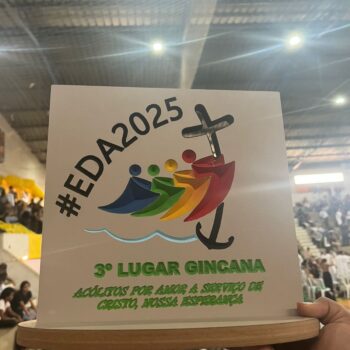 #EDA2025
3º LUGAR GINCANA
ACÓLITOS POR AMOR A SERVIÇO DE
CRISTO, NOSSA ESPERANÇA